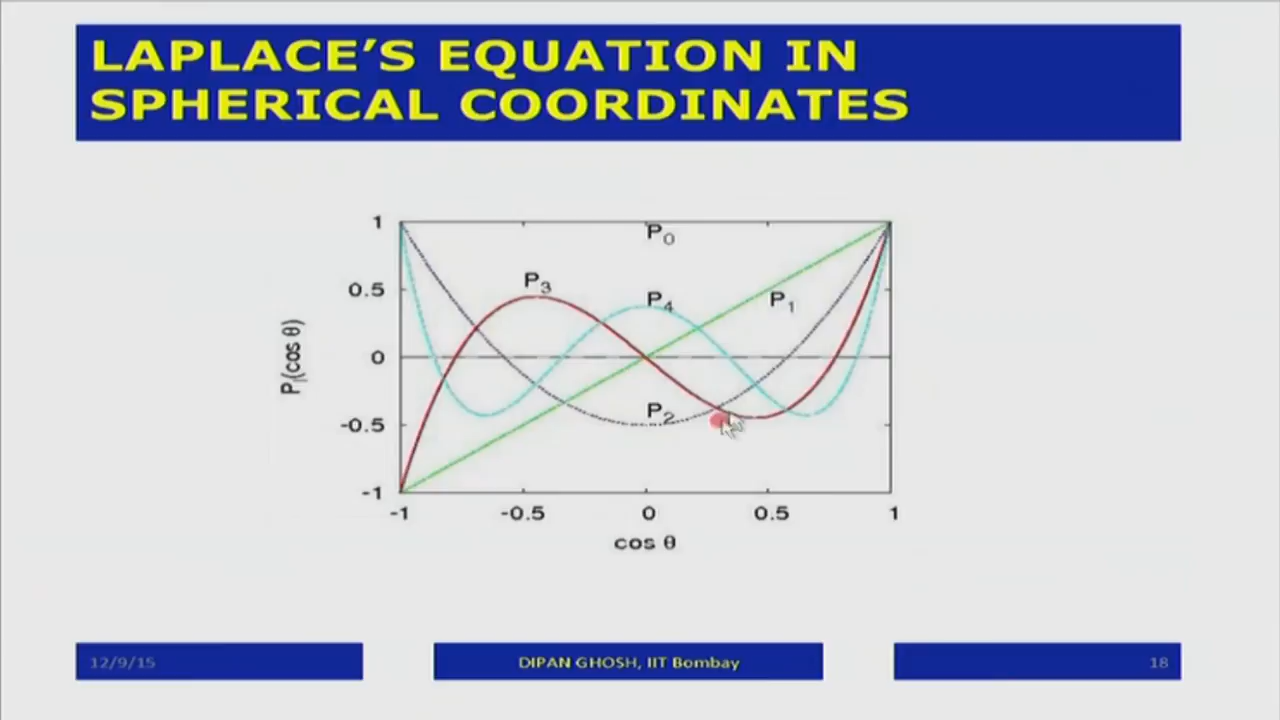 LAPLACE'S EQUATION IN
SPHERICAL COORDINATES
1
P0
P3
0.5
P4
P1
0
Pl(cos θ)
P2
-0.5
-1
-1 -0.5 0 0.5 1
cos θ
12/9/15
DIPAN GHOSH, IIT Bombay
18